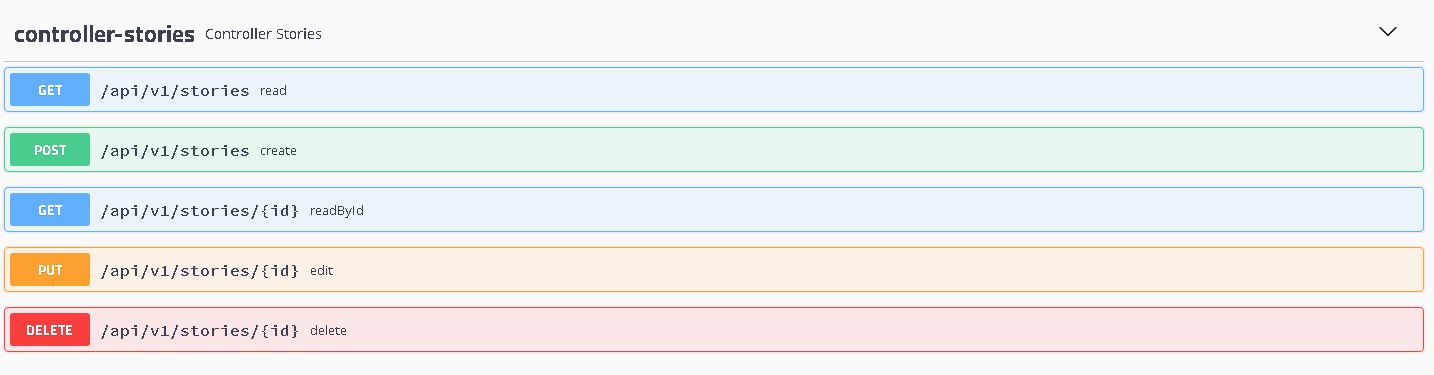 controller-stories Controller Stories
GET /api/v1/stories read
POST /api/v1/stories create
GET /api/v1/stories/{id} readById
PUT /api/v1/stories/{id} edit
DELETE /api/v1/stories/{id} delete